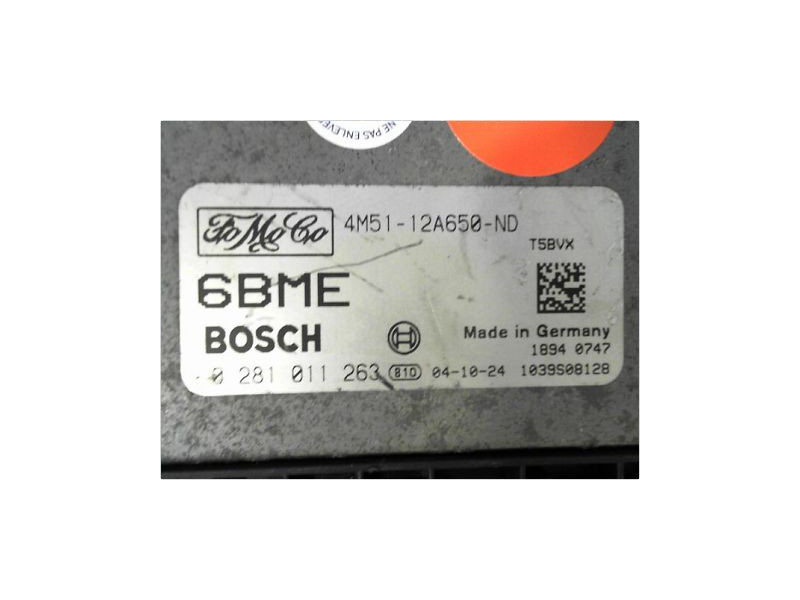 NE PAS ENLEVE
FoMoCo 4M51-12A650-ND
T5BVX
6BME
BOSCH
Made in Germany
1894 0747
0 281 011 263 810 04-10-24 1039S08128